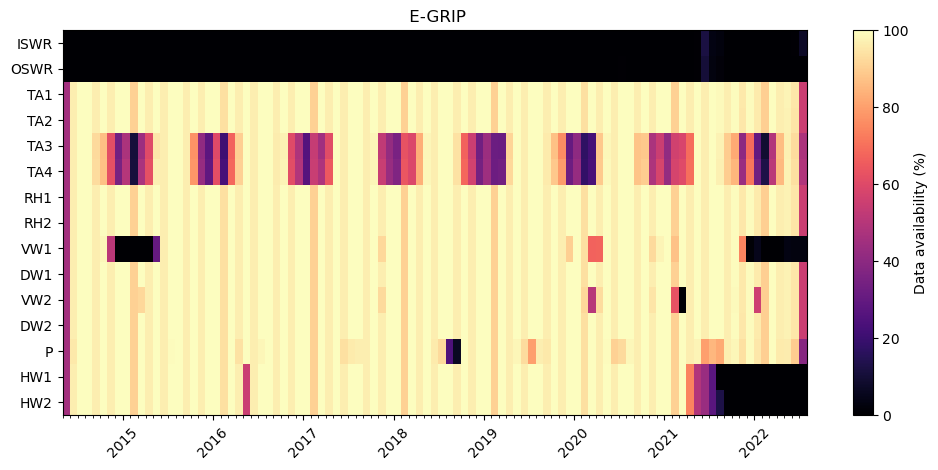 E-GRIP
ISWR
OSWR
TA1
TA2
TA3
TA4
RH1
RH2
VW1
DW1
VW2
DW2
P
HW1
HW2
2015
2016
2017
2018
2019
2020
2021
2022
100
80
60
40
20
0
Data availability (%)